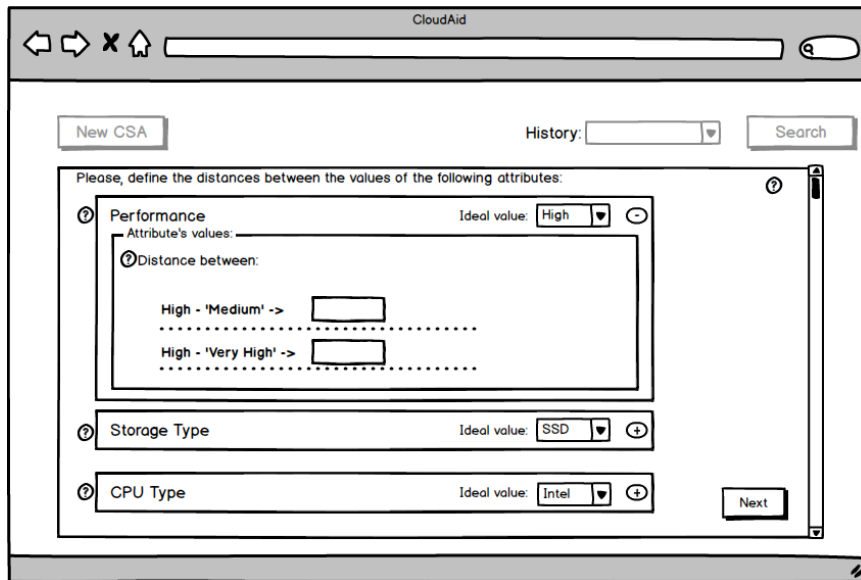 CloudAid
New CSA
History:
Search
Please, define the distances between the values of the following attributes:
?
? Performance Ideal value: High -
Attribute's values:
? Distance between:
High - 'Medium' ->
High - 'Very High' ->
? Storage Type Ideal value: SSD +
? CPU Type Ideal value: Intel +
Next